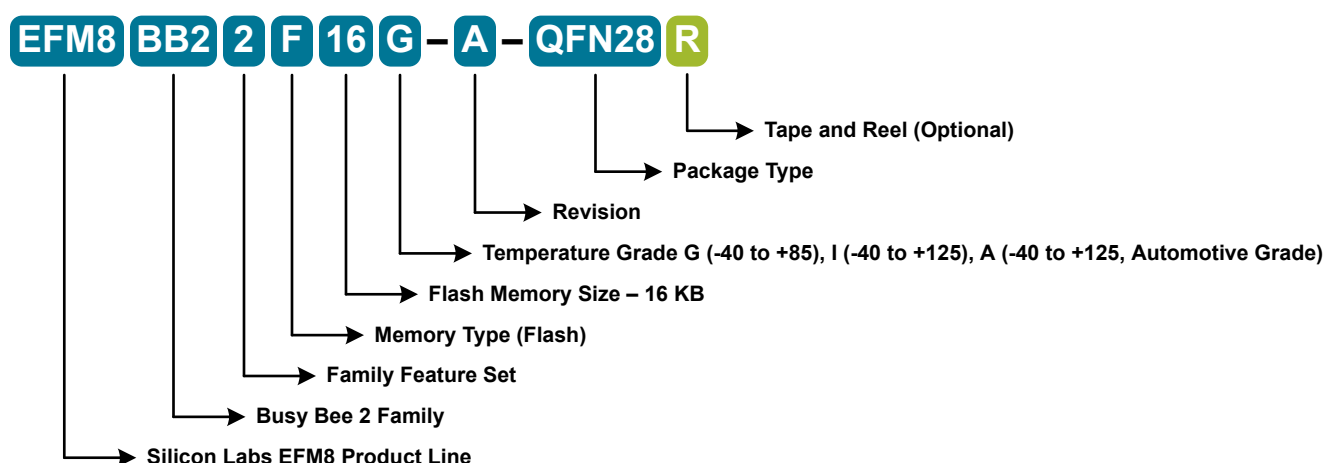 EFM8 BB2 2 F 16 G – A – QFN28 R
Tape and Reel (Optional)
Package Type
Revision
Temperature Grade G (-40 to +85), I (-40 to +125), A (-40 to +125, Automotive Grade)
Flash Memory Size – 16 KB
Memory Type (Flash)
Family Feature Set
Busy Bee 2 Family
Silicon Labs EFM8 Product Line